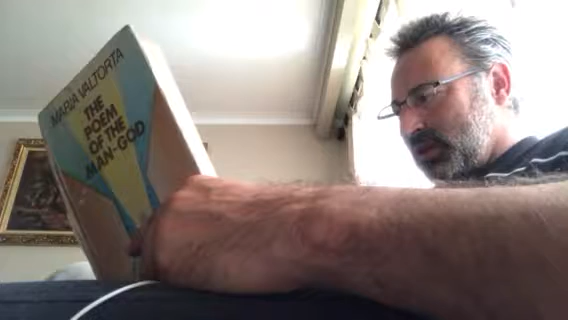 MARIA VALTORTA
THE
POEM
OF THE
MAN-GOD